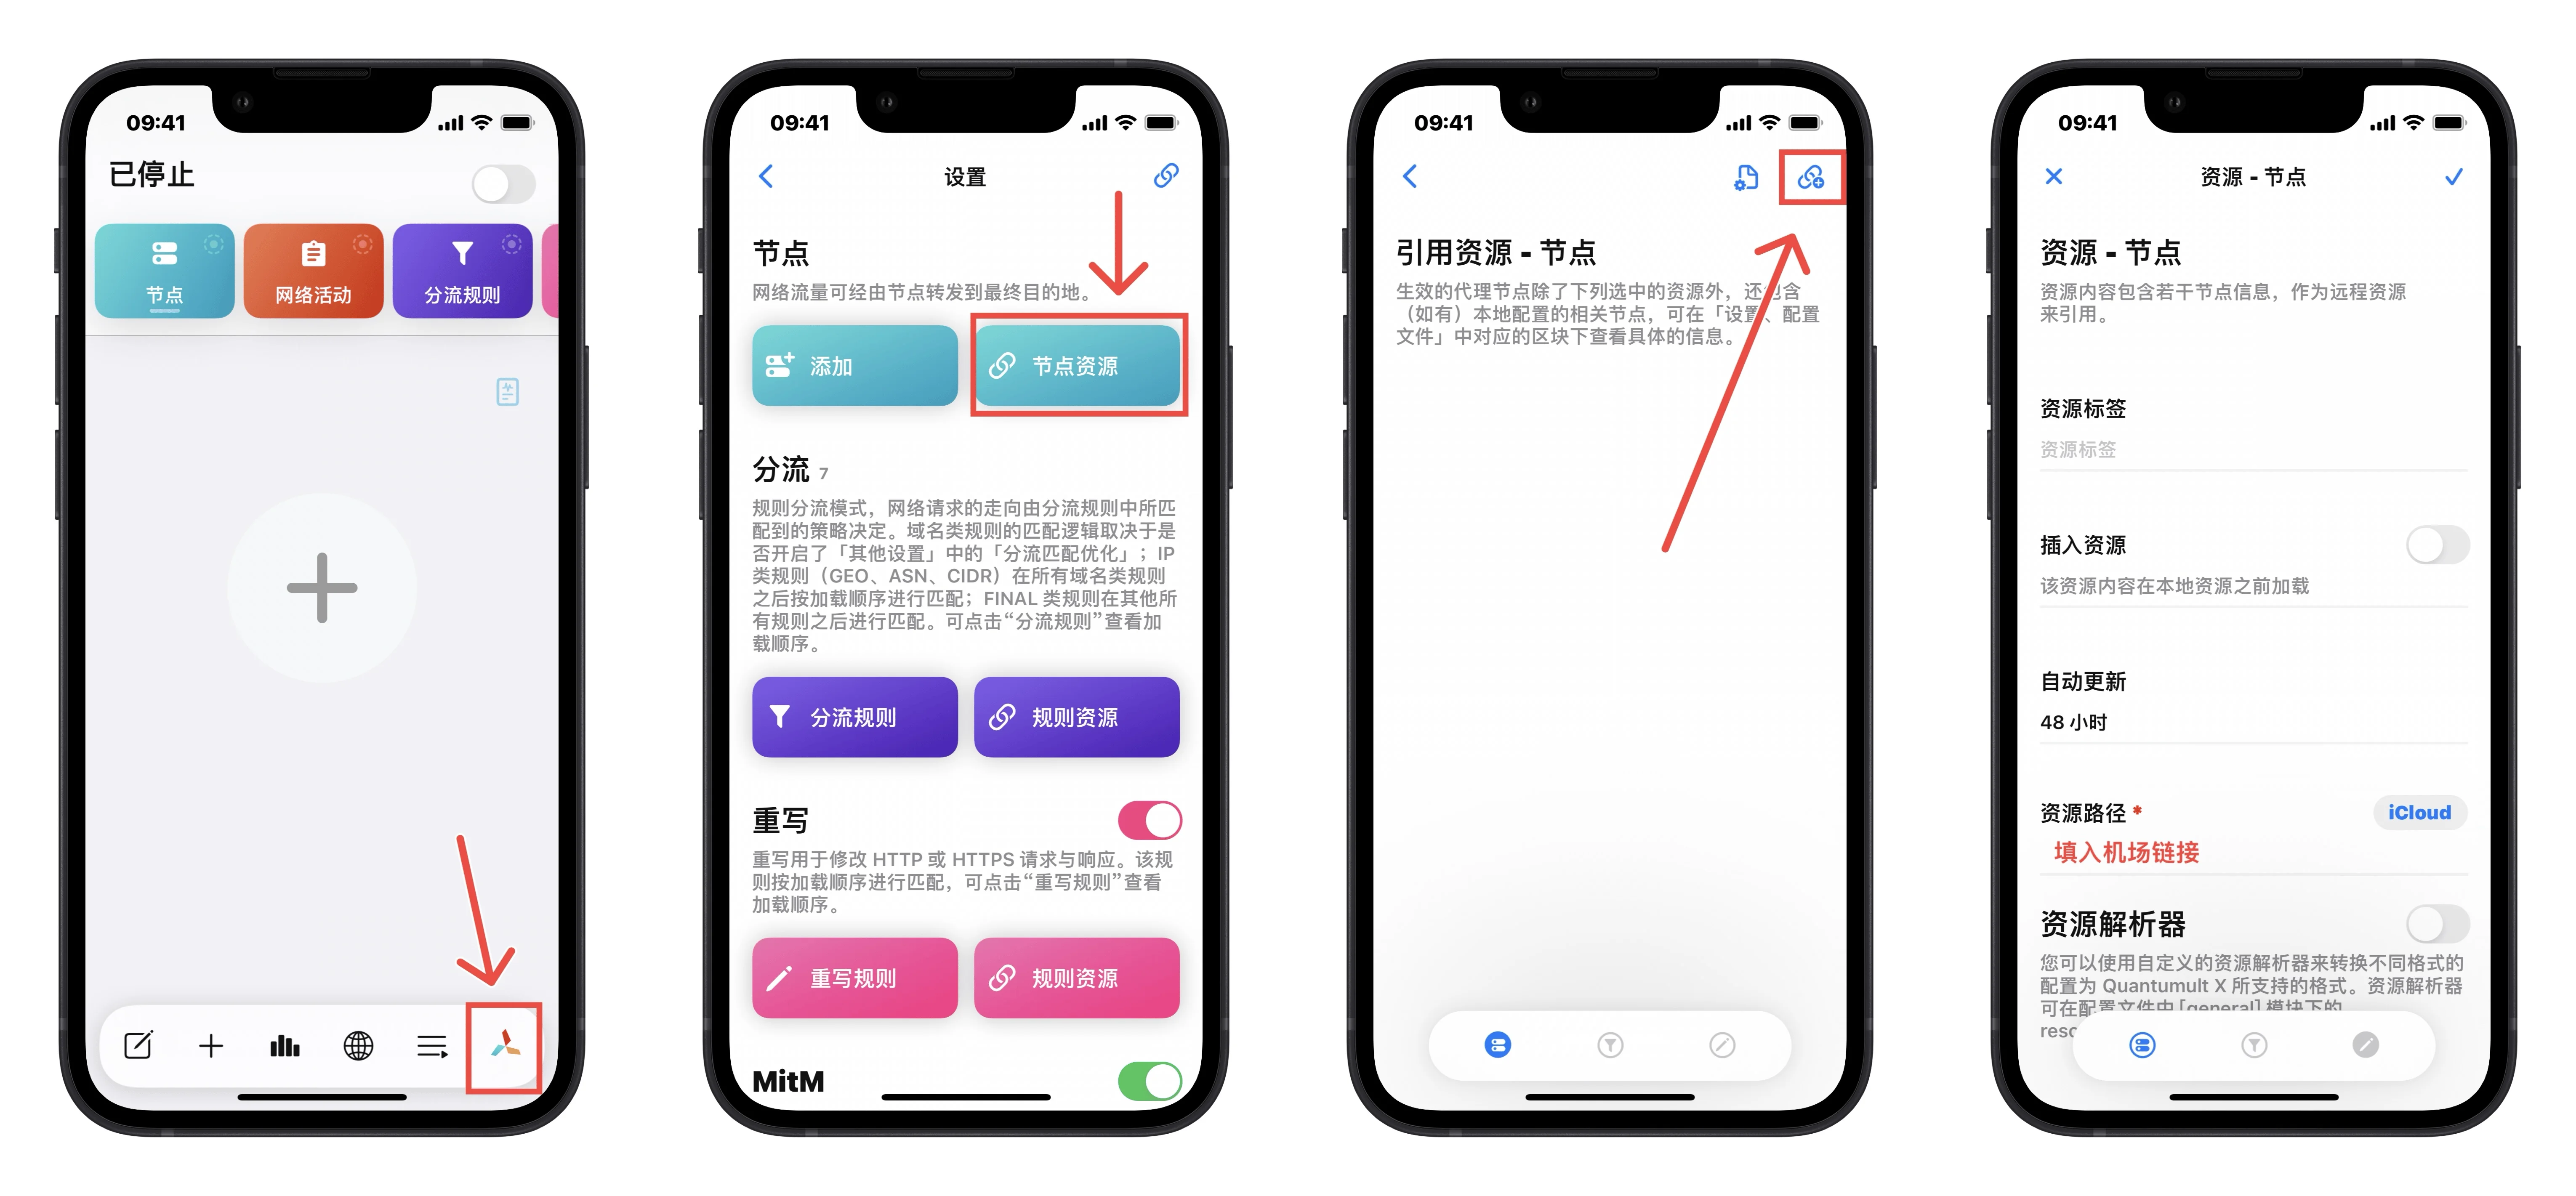 09:41
已停止
节点
网络活动
分流规则
09:41
设置
节点
网络流量可经由节点转发到最终目的地。
添加
节点资源
分流 7
规则分流模式，网络请求的走向由分流规则中所匹
配到的策略决定。域名类规则的匹配逻辑取决于是
否开启了「其他设置」中的「分流匹配优化」；IP
类规则（GEO、ASN、CIDR）在所有域名类规则
之后按加载顺序进行匹配；FINAL 类规则在其他所
有规则之后进行匹配。可点击“分流规则”查看加
载顺序。
分流规则
规则资源
重写
重写用于修改 HTTP 或 HTTPS 请求与响应。该规
则按加载顺序进行匹配，可点击“重写规则”查看
加载顺序。
重写规则
规则资源
MitM
09:41
引用资源 - 节点
生效的代理节点除了下列选中的资源外，还包含
（如有）本地配置的相关节点，可在「设置、配置
文件」中对应的区块下查看具体的信息。
09:41
资源 - 节点
资源 - 节点
资源内容包含若干节点信息，作为远程资源
来引用。
资源标签
资源标签
插入资源
该资源内容在本地资源之前加载
自动更新
48 小时
资源路径 *
iCloud
填入机场链接
资源解析器
您可以使用自定义的资源解析器来转换不同格式的
配置为 Quantumult X 所支持的格式。资源解析器
可在配置文件中 [general] 模块下的